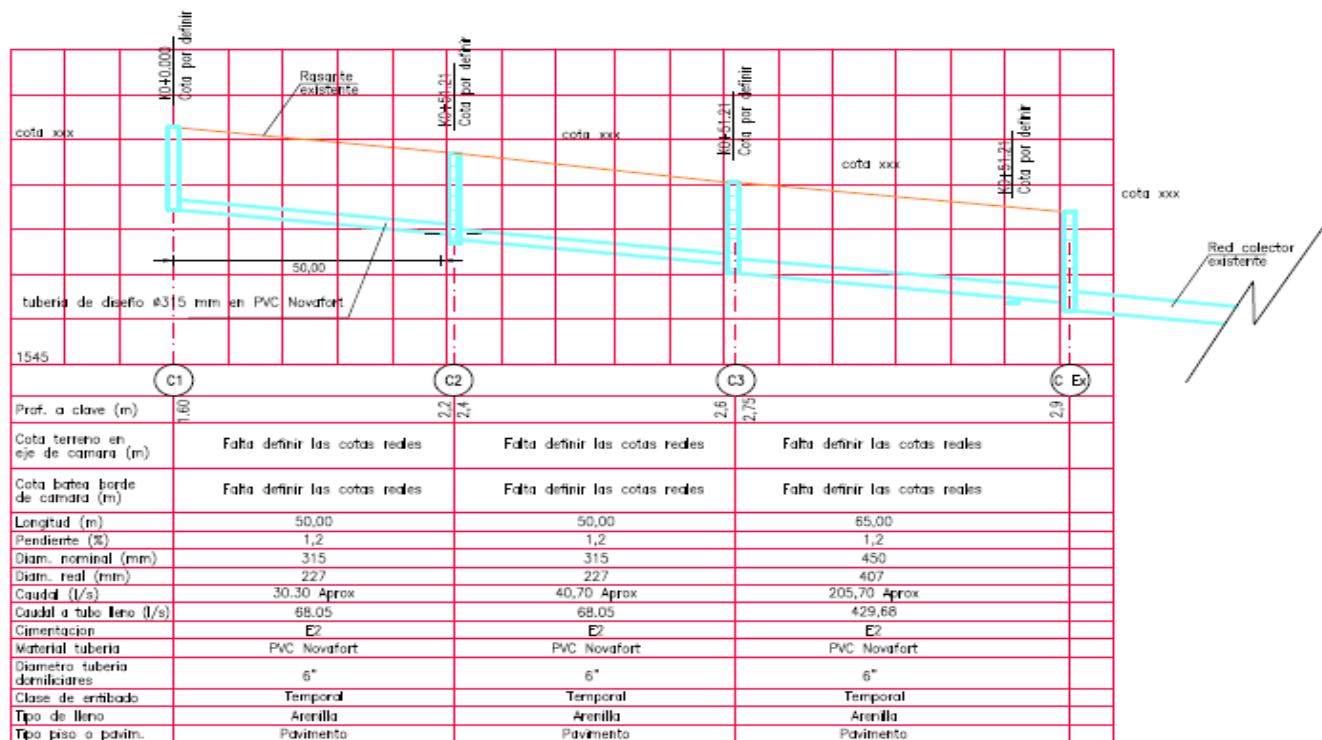 K0+0.000
Cota por definir
K0+51.21
Cota por definir
K0+51.21
Cota por definir
K0+51.21
Cota por definir
Rasante
existente
cota xxx
cota xxx
cota xxx
cota xxx
Red colector
existente
50,00
tuberia de diseño ø315 mm en PVC Novafort
1545
C1
C2
C3
C Ex
Prof. a clave (m) 1.60 2,2 2,4 2,6 2,75 2,9
Cota terreno en
eje de camara (m)
Falta definir las cotas reales Falta definir las cotas reales Falta definir las cotas reales
Cota batea borde
de camara (m)
Falta definir las cotas reales Falta definir las cotas reales Falta definir las cotas reales
Longitud (m) 50,00 50,00 65,00
Pendiente (%) 1,2 1,2 1,2
Diam. nominal (mm) 315 315 450
Diam. real (mm) 227 227 407
Caudal (l/s) 30.30 Aprox 40,70 Aprox 205,70 Aprox
Caudal a tubo lleno (l/s) 68.05 68.05 429,68
Cimentacion E2 E2 E2
Material tuberia PVC Novafort PVC Novafort PVC Novafort
Diametro tuberia
domiliciares
6" 6" 6"
Clase de entibado Temporal Temporal Temporal
Tipo de lleno Arenilla Arenilla Arenilla
Tipo piso o pavim. Pavimento Pavimento Pavimento